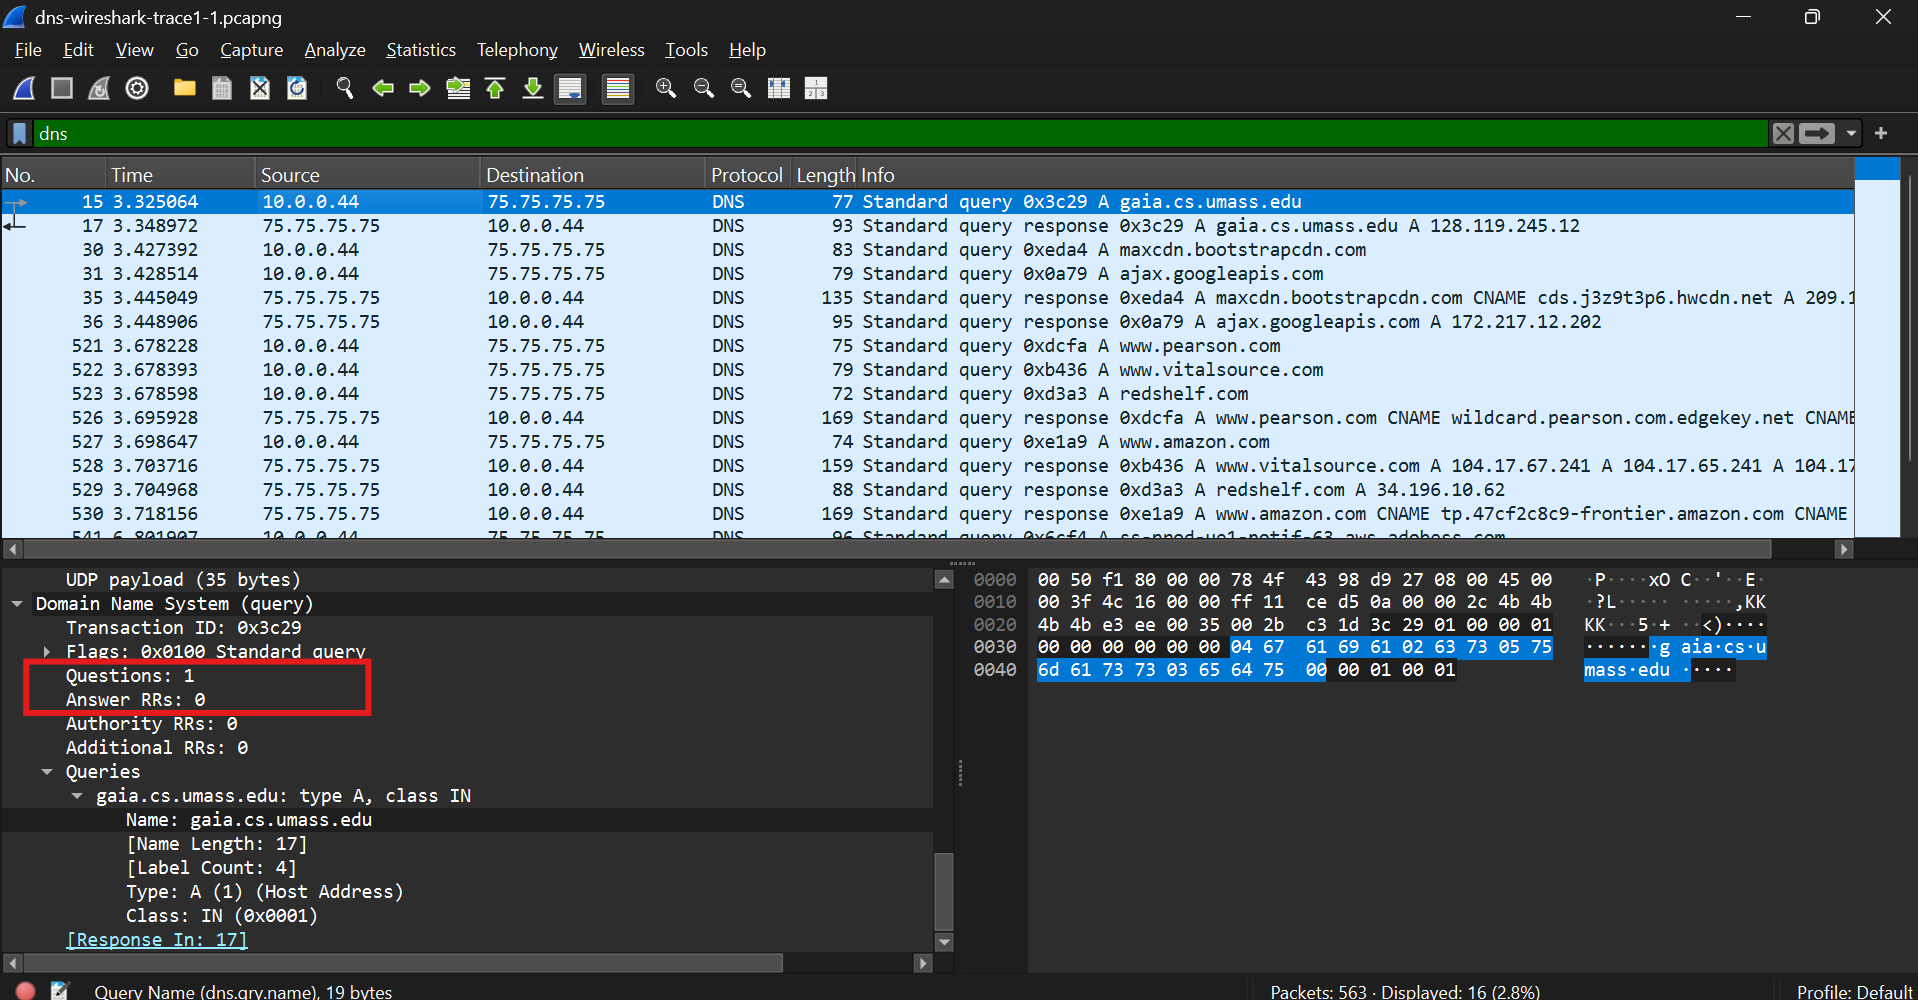 dns-wireshark-trace1-1.pcapng
File Edit View Go Capture Analyze Statistics Telephony Wireless Tools Help
dns
No. Time Source Destination Protocol Length Info
15 3.325064 10.0.0.44 75.75.75.75 DNS 77 Standard query 0x3c29 A gaia.cs.umass.edu
17 3.348972 75.75.75.75 10.0.0.44 DNS 93 Standard query response 0x3c29 A gaia.cs.umass.edu A 128.119.245.12
30 3.427392 10.0.0.44 75.75.75.75 DNS 83 Standard query 0xeda4 A maxcdn.bootstrapcdn.com
31 3.428514 10.0.0.44 75.75.75.75 DNS 79 Standard query 0x0a79 A ajax.googleapis.com
35 3.445049 75.75.75.75 10.0.0.44 DNS 135 Standard query response 0xeda4 A maxcdn.bootstrapcdn.com CNAME cds.j3z9t3p6.hwcdn.net A 209.1
36 3.448906 75.75.75.75 10.0.0.44 DNS 95 Standard query response 0x0a79 A ajax.googleapis.com A 172.217.12.202
521 3.678228 10.0.0.44 75.75.75.75 DNS 75 Standard query 0xdcfa A www.pearson.com
522 3.678393 10.0.0.44 75.75.75.75 DNS 79 Standard query 0xb436 A www.vitalsource.com
523 3.678598 10.0.0.44 75.75.75.75 DNS 72 Standard query 0xd3a3 A redshelf.com
526 3.695928 75.75.75.75 10.0.0.44 DNS 169 Standard query response 0xdcfa A www.pearson.com CNAME wildcard.pearson.com.edgekey.net CNAME
527 3.698647 10.0.0.44 75.75.75.75 DNS 74 Standard query 0xe1a9 A www.amazon.com
528 3.703716 75.75.75.75 10.0.0.44 DNS 159 Standard query response 0xb436 A www.vitalsource.com A 104.17.67.241 A 104.17.65.241 A 104.17
529 3.704968 75.75.75.75 10.0.0.44 DNS 88 Standard query response 0xd3a3 A redshelf.com A 34.196.10.62
530 3.718156 75.75.75.75 10.0.0.44 DNS 169 Standard query response 0xe1a9 A www.amazon.com CNAME tp.47cf2c8c9-frontier.amazon.com CNAME
541 6.801907 10.0.0.44 75.75.75.75 DNS 96 Standard query 0x6cf4 A
UDP payload (35 bytes)
Domain Name System (query)
Transaction ID: 0x3c29
Flags: 0x0100 Standard query
Questions: 1
Answer RRs: 0
Authority RRs: 0
Additional RRs: 0
Queries
gaia.cs.umass.edu: type A, class IN
Name: gaia.cs.umass.edu
[Name Length: 17]
[Label Count: 4]
Type: A (1) (Host Address)
Class: IN (0x0001)
[Response In: 17]
0000 00 50 f1 80 00 00 78 4f 43 98 d9 27 08 00 45 00 ·P····xO C··'··E·
0010 00 3f 4c 16 00 00 ff 11 ce d5 0a 00 00 2c 4b 4b ·?L····· ·····,KK
0020 4b 4b e3 ee 00 35 00 2b c3 1d 3c 29 01 00 00 01 KK···5·+ ··<)····
0030 00 00 00 00 00 00 04 67 61 69 61 02 63 73 05 75 ·······g aia·cs·u
0040 6d 61 73 73 03 65 64 75 00 00 01 00 01 mass·edu ·····
Query Name (dns.qry.name), 19 bytes
Packets: 563 · Displayed: 16 (2.8%)
Profile: Default